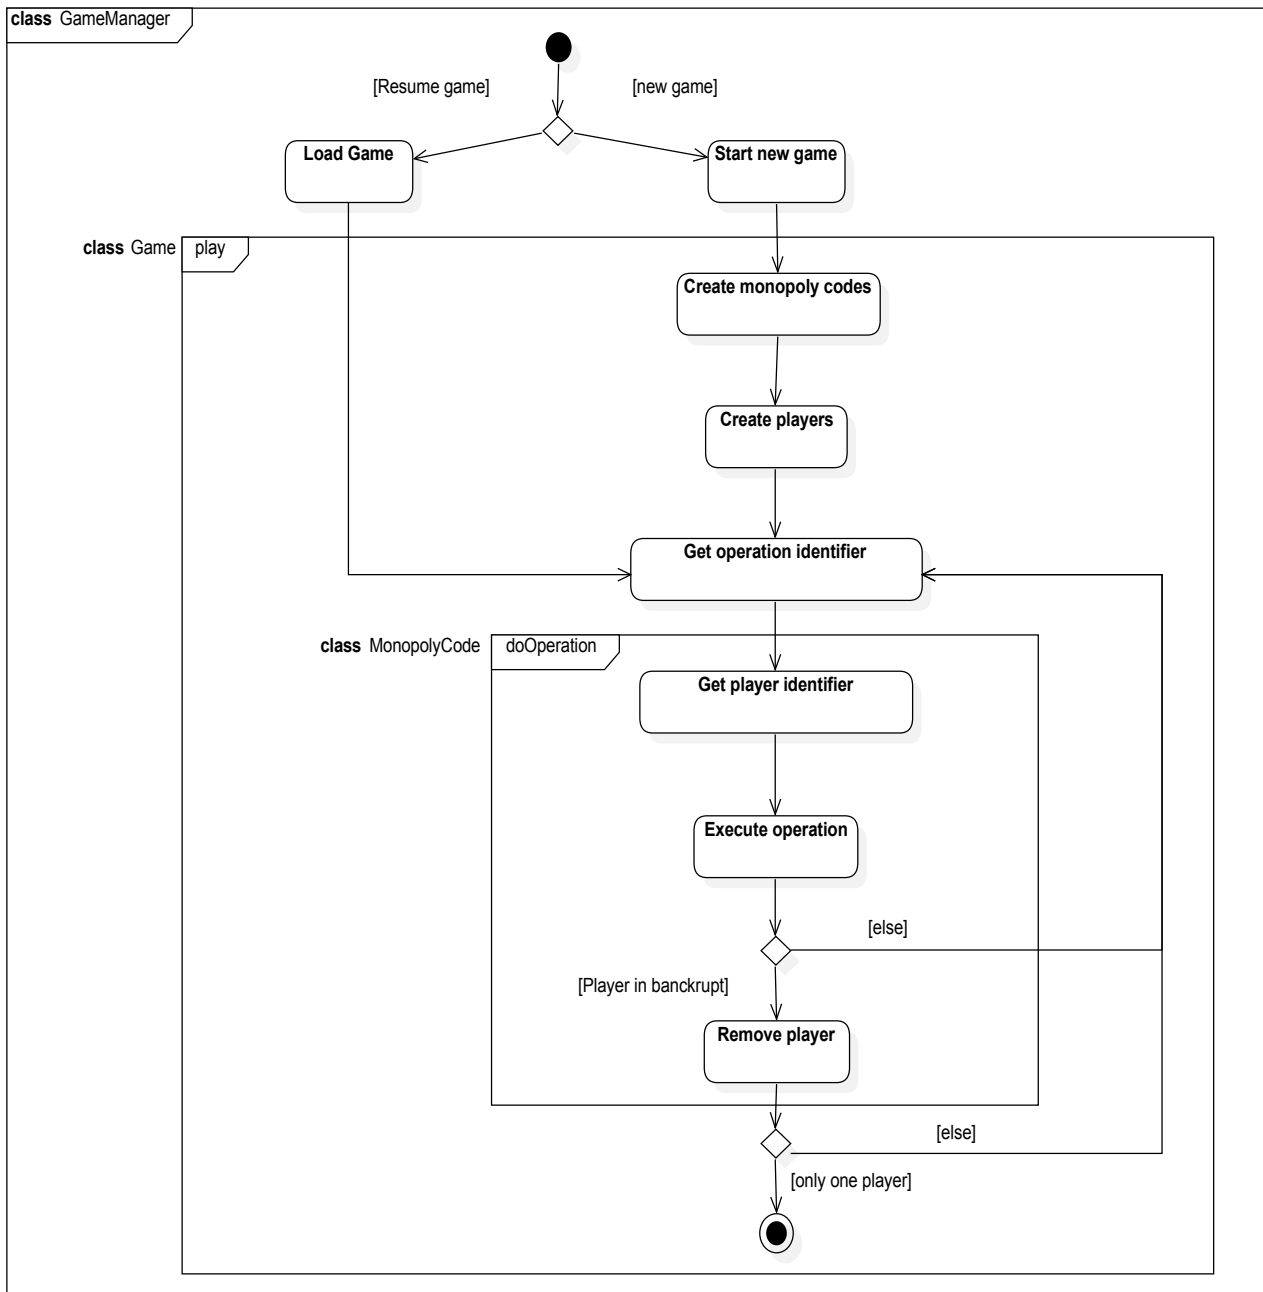 class GameManager
[Resume game]
[new game]
Load Game
Start new game
class Game
play
Create monopoly codes
Create players
Get operation identifier
class MonopolyCode
doOperation
Get player identifier
Execute operation
[else]
[Player in banckrupt]
Remove player
[else]
[only one player]